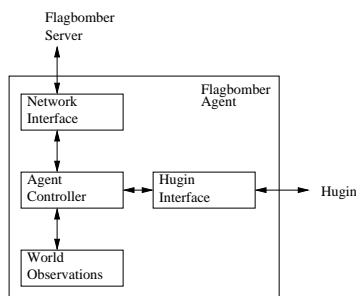 Flagbomber
Server
Flagbomber
Agent
Network
Interface
Agent
Controller
Hugin
Interface
Hugin
World
Observations